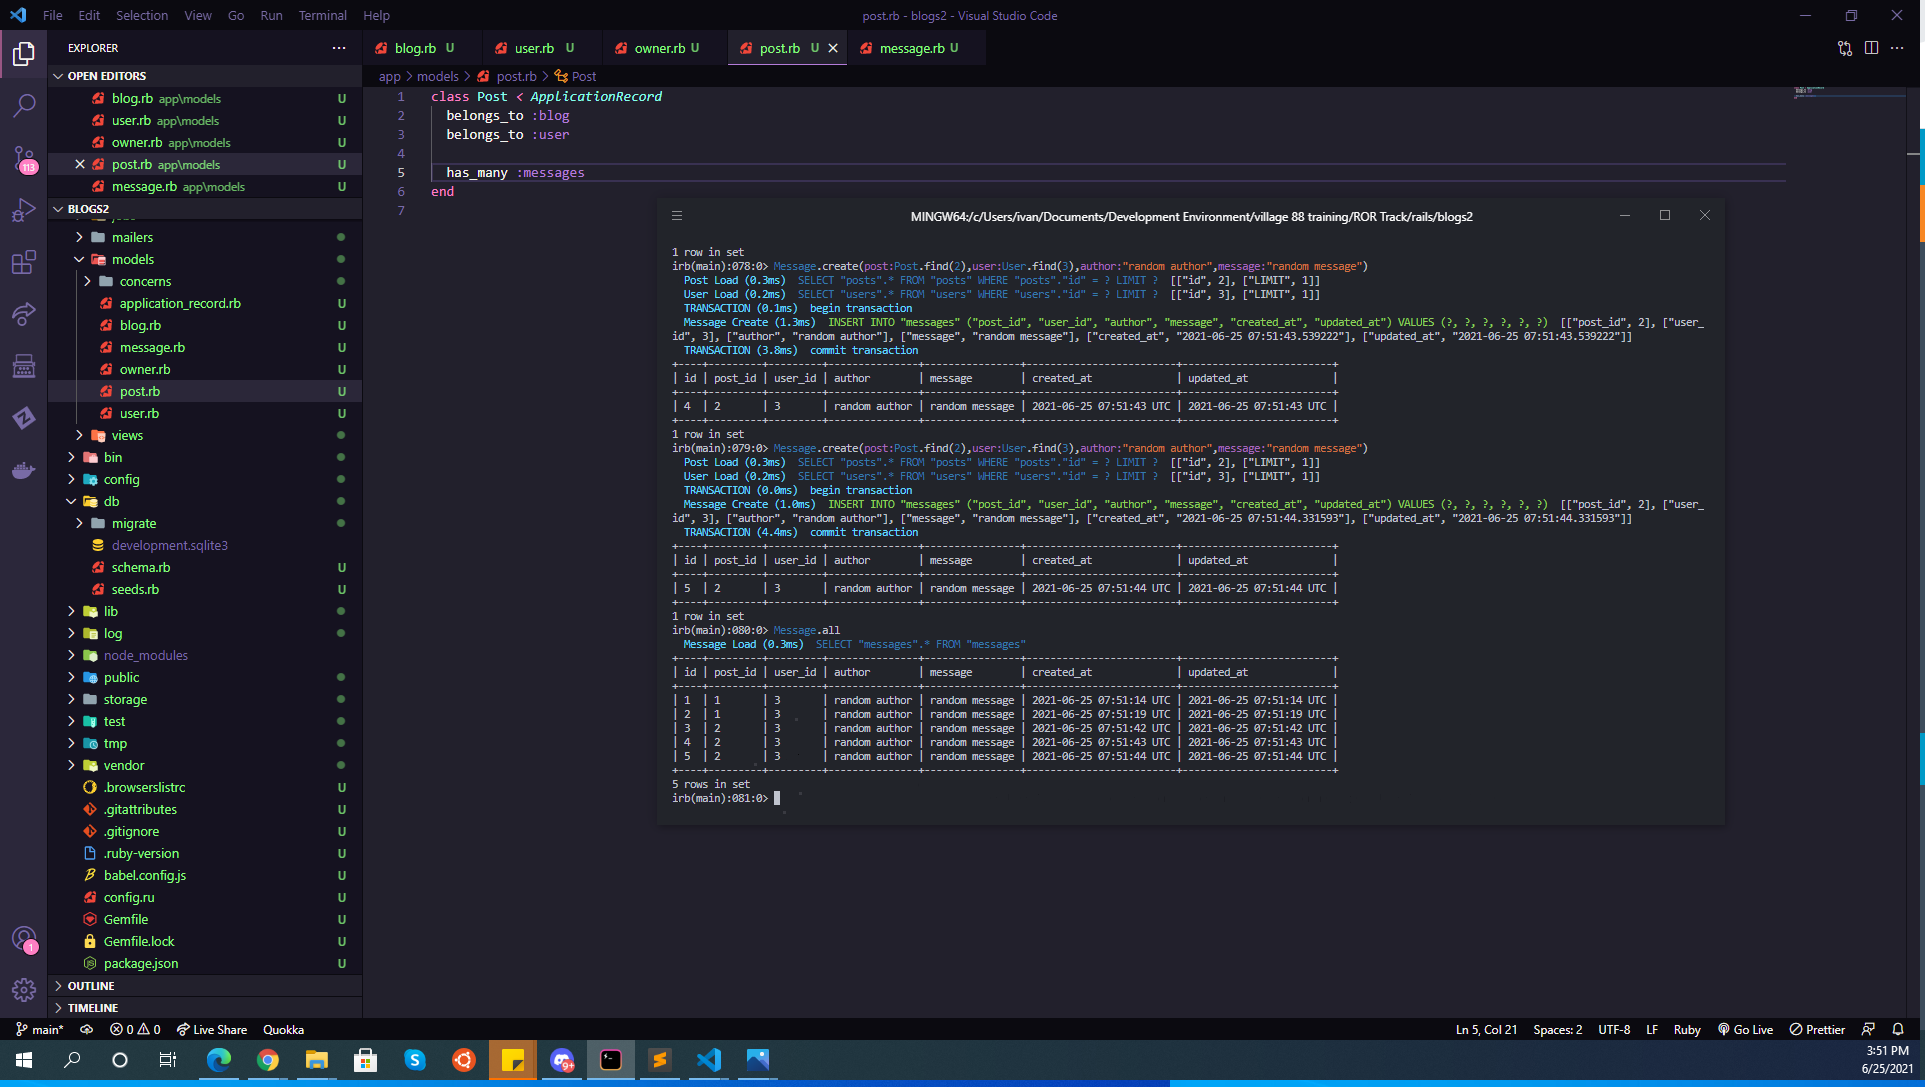 File Edit Selection View Go Run Terminal Help
post.rb - blogs2 - Visual Studio Code
EXPLORER
OPEN EDITORS
blog.rb app\models U
user.rb app\models U
owner.rb app\models U
post.rb app\models U
message.rb app\models U
BLOGS2
mailers
models
concerns
application_record.rb U
blog.rb U
message.rb U
owner.rb U
post.rb U
user.rb U
views
bin
config
db
migrate
development.sqlite3
schema.rb U
seeds.rb U
lib
log
node_modules
public
storage
test
tmp
vendor
.browserslistrc U
.gitattributes U
.gitignore U
.ruby-version U
babel.config.js U
config.ru U
Gemfile U
Gemfile.lock U
package.json U
OUTLINE
TIMELINE
113
1
blog.rb U user.rb U owner.rb U post.rb U message.rb U
app > models > post.rb > Post
1 class Post < ApplicationRecord
2 belongs_to :blog
3 belongs_to :user
4
5 has_many :messages
6 end
7
MINGW64:/c/Users/ivan/Documents/Development Environment/village 88 training/ROR Track/rails/blogs2
1 row in set
irb(main):078:0> Message.create(post:Post.find(2),user:User.find(3),author:"random author",message:"random message")
Post Load (0.3ms) SELECT "posts".* FROM "posts" WHERE "posts"."id" = ? LIMIT ? [["id", 2], ["LIMIT", 1]]
User Load (0.2ms) SELECT "users".* FROM "users" WHERE "users"."id" = ? LIMIT ? [["id", 3], ["LIMIT", 1]]
TRANSACTION (0.1ms) begin transaction
Message Create (1.3ms) INSERT INTO "messages" ("post_id", "user_id", "author", "message", "created_at", "updated_at") VALUES (?, ?, ?, ?, ?, ?) [["post_id", 2], ["user_
id", 3], ["author", "random author"], ["message", "random message"], ["created_at", "2021-06-25 07:51:43.539222"], ["updated_at", "2021-06-25 07:51:43.539222"]]
TRANSACTION (3.8ms) commit transaction
+----+---------+---------+---------------+----------------+-------------------------+-------------------------+
| id | post_id | user_id | author | message | created_at | updated_at |
+----+---------+---------+---------------+----------------+-------------------------+-------------------------+
| 4 | 2 | 3 | random author | random message | 2021-06-25 07:51:43 UTC | 2021-06-25 07:51:43 UTC |
+----+---------+---------+---------------+----------------+-------------------------+-------------------------+
1 row in set
irb(main):079:0> Message.create(post:Post.find(2),user:User.find(3),author:"random author",message:"random message")
Post Load (0.3ms) SELECT "posts".* FROM "posts" WHERE "posts"."id" = ? LIMIT ? [["id", 2], ["LIMIT", 1]]
User Load (0.2ms) SELECT "users".* FROM "users" WHERE "users"."id" = ? LIMIT ? [["id", 3], ["LIMIT", 1]]
TRANSACTION (0.0ms) begin transaction
Message Create (1.0ms) INSERT INTO "messages" ("post_id", "user_id", "author", "message", "created_at", "updated_at") VALUES (?, ?, ?, ?, ?, ?) [["post_id", 2], ["user_
id", 3], ["author", "random author"], ["message", "random message"], ["created_at", "2021-06-25 07:51:44.331593"], ["updated_at", "2021-06-25 07:51:44.331593"]]
TRANSACTION (4.4ms) commit transaction
+----+---------+---------+---------------+----------------+-------------------------+-------------------------+
| id | post_id | user_id | author | message | created_at | updated_at |
+----+---------+---------+---------------+----------------+-------------------------+-------------------------+
| 5 | 2 | 3 | random author | random message | 2021-06-25 07:51:44 UTC | 2021-06-25 07:51:44 UTC |
+----+---------+---------+---------------+----------------+-------------------------+-------------------------+
1 row in set
irb(main):080:0> Message.all
Message Load (0.3ms) SELECT "messages".* FROM "messages"
+----+---------+---------+---------------+----------------+-------------------------+-------------------------+
| id | post_id | user_id | author | message | created_at | updated_at |
+----+---------+---------+---------------+----------------+-------------------------+-------------------------+
| 1 | 1 | 3 | random author | random message | 2021-06-25 07:51:14 UTC | 2021-06-25 07:51:14 UTC |
| 2 | 1 | 3 | random author | random message | 2021-06-25 07:51:19 UTC | 2021-06-25 07:51:19 UTC |
| 3 | 2 | 3 | random author | random message | 2021-06-25 07:51:42 UTC | 2021-06-25 07:51:42 UTC |
| 4 | 2 | 3 | random author | random message | 2021-06-25 07:51:43 UTC | 2021-06-25 07:51:43 UTC |
| 5 | 2 | 3 | random author | random message | 2021-06-25 07:51:44 UTC | 2021-06-25 07:51:44 UTC |
+----+---------+---------+---------------+----------------+-------------------------+-------------------------+
5 rows in set
irb(main):081:0>
main* 0 0 Live Share Quokka
Ln 5, Col 21 Spaces: 2 UTF-8 LF Ruby Go Live Prettier
9+
3:51 PM
6/25/2021